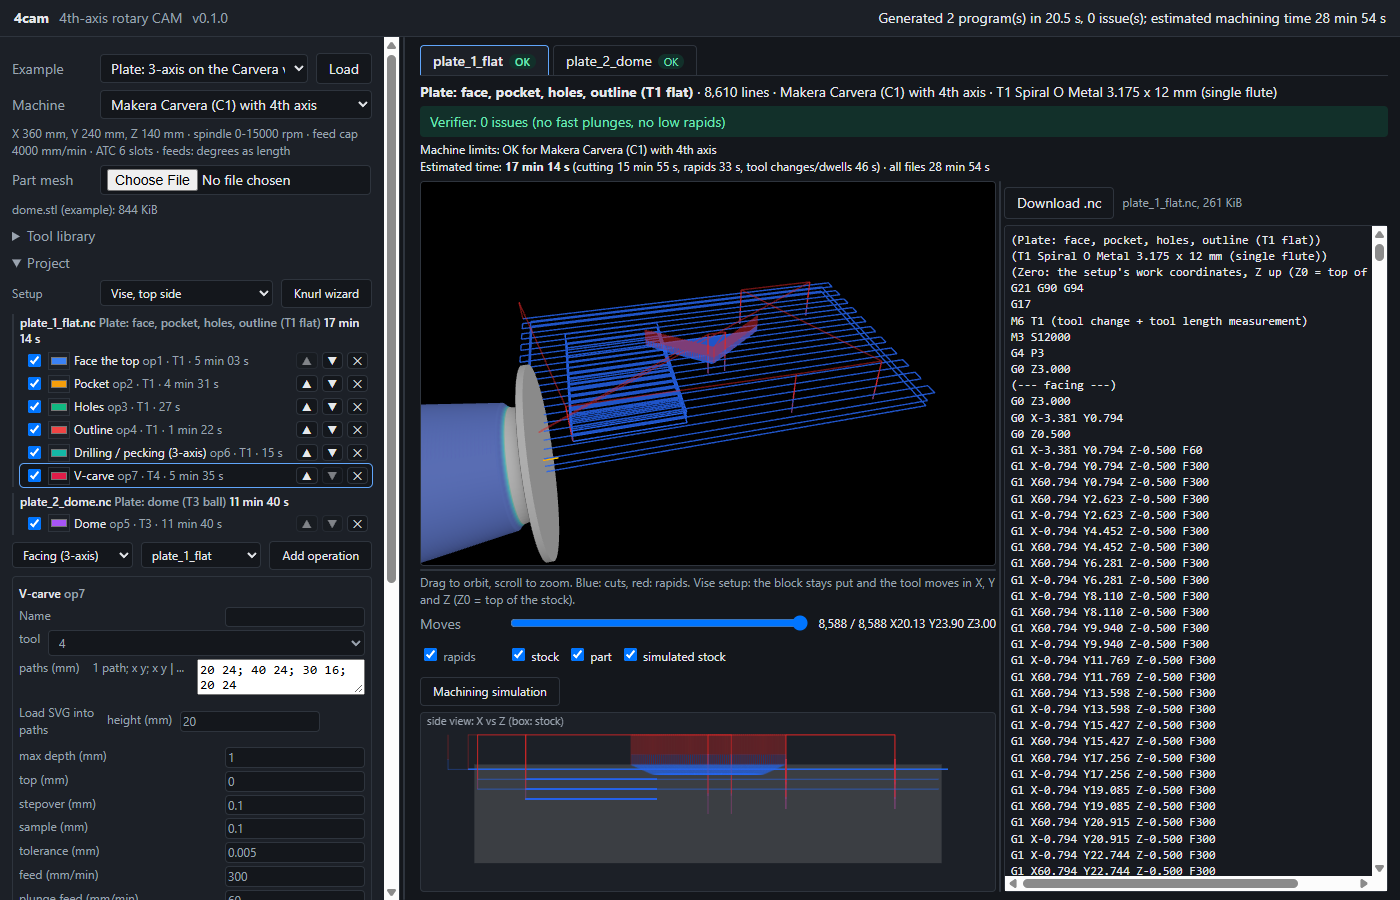 4cam 4th-axis rotary CAM v0.1.0
Generated 2 program(s) in 20.5 s, 0 issue(s); estimated machining time 28 min 54 s
Example Plate: 3-axis on the Carvera v Load
Machine Makera Carvera (C1) with 4th axis
X 360 mm, Y 240 mm, Z 140 mm · spindle 0-15000 rpm · feed cap
4000 mm/min · ATC 6 slots · feeds: degrees as length
Part mesh Choose File No file chosen
dome.stl (example): 844 KiB
▶ Tool library
▼ Project
Setup Vise, top side Knurl wizard
plate_1_flat.nc Plate: face, pocket, holes, outline (T1 flat) 17 min
14 s
Face the top op1 · T1 · 5 min 03 s ▲ ▼ ✕
Pocket op2 · T1 · 4 min 31 s ▲ ▼ ✕
Holes op3 · T1 · 27 s ▲ ▼ ✕
Outline op4 · T1 · 1 min 22 s ▲ ▼ ✕
Drilling / pecking (3-axis) op6 · T1 · 15 s ▲ ▼ ✕
V-carve op7 · T4 · 5 min 35 s ▲ ▼ ✕
plate_2_dome.nc Plate: dome (T3 ball) 11 min 40 s
Dome op5 · T3 · 11 min 40 s ▲ ▼ ✕
Facing (3-axis) plate_1_flat Add operation
V-carve op7
Name
tool 4
paths (mm) 1 path; x y; x y | ... 20 24; 40 24; 30 16;
20 24
Load SVG into
paths height (mm) 20
max depth (mm) 1
top (mm) 0
stepover (mm) 0.1
sample (mm) 0.1
tolerance (mm) 0.005
feed (mm/min) 300
plunge feed (mm/min) 60
plate_1_flat OK plate_2_dome OK
Plate: face, pocket, holes, outline (T1 flat) · 8,610 lines · Makera Carvera (C1) with 4th axis · T1 Spiral O Metal 3.175 x 12 mm (single flute)
Verifier: 0 issues (no fast plunges, no low rapids)
Machine limits: OK for Makera Carvera (C1) with 4th axis
Estimated time: 17 min 14 s (cutting 15 min 55 s, rapids 33 s, tool changes/dwells 46 s) · all files 28 min 54 s
Drag to orbit, scroll to zoom. Blue: cuts, red: rapids. Vise setup: the block stays put and the tool moves in X, Y
and Z (Z0 = top of the stock).
Moves 8,588 / 8,588 X20.13 Y23.90 Z3.00
rapids stock part simulated stock
Machining simulation
side view: X vs Z (box: stock)
Download .nc plate_1_flat.nc, 261 KiB
(Plate: face, pocket, holes, outline (T1 flat))
(T1 Spiral O Metal 3.175 x 12 mm (single flute))
(Zero: the setup's work coordinates, Z up (Z0 = top of
G21 G90 G94
G17
M6 T1 (tool change + tool length measurement)
M3 S12000
G4 P3
G0 Z3.000
(--- facing ---)
G0 Z3.000
G0 X-3.381 Y0.794
G0 Z0.500
G1 X-3.381 Y0.794 Z-0.500 F60
G1 X-0.794 Y0.794 Z-0.500 F300
G1 X60.794 Y0.794 Z-0.500 F300
G1 X60.794 Y2.623 Z-0.500 F300
G1 X-0.794 Y2.623 Z-0.500 F300
G1 X-0.794 Y4.452 Z-0.500 F300
G1 X60.794 Y4.452 Z-0.500 F300
G1 X60.794 Y6.281 Z-0.500 F300
G1 X-0.794 Y6.281 Z-0.500 F300
G1 X-0.794 Y8.110 Z-0.500 F300
G1 X60.794 Y8.110 Z-0.500 F300
G1 X60.794 Y9.940 Z-0.500 F300
G1 X-0.794 Y9.940 Z-0.500 F300
G1 X-0.794 Y11.769 Z-0.500 F300
G1 X60.794 Y11.769 Z-0.500 F300
G1 X60.794 Y13.598 Z-0.500 F300
G1 X-0.794 Y13.598 Z-0.500 F300
G1 X-0.794 Y15.427 Z-0.500 F300
G1 X60.794 Y15.427 Z-0.500 F300
G1 X60.794 Y17.256 Z-0.500 F300
G1 X-0.794 Y17.256 Z-0.500 F300
G1 X-0.794 Y19.085 Z-0.500 F300
G1 X60.794 Y19.085 Z-0.500 F300
G1 X60.794 Y20.915 Z-0.500 F300
G1 X-0.794 Y20.915 Z-0.500 F300
G1 X-0.794 Y22.744 Z-0.500 F300
G1 X60.794 Y22.744 Z-0.500 F300